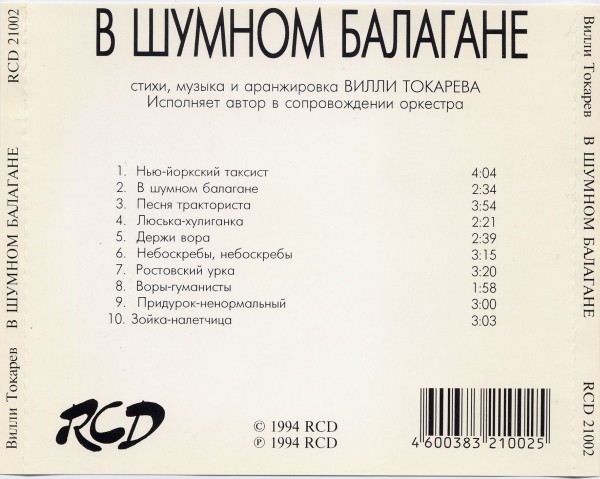 В ШУМНОМ БАЛАГАНЕ
стихи, музыка и аранжировка ВИЛЛИ ТОКАРЕВА
Исполняет автор в сопровождении оркестра
1. Нью-йоркский таксист 4:04
2. В шумном балагане 2:34
3. Песня тракториста 3:54
4. Люська-хулиганка 2:21
5. Держи вора 2:39
6. Небоскребы, небоскребы 3:15
7. Ростовский урка 3:20
8. Воры-гуманисты 1:58
9. Придурок-ненормальный 3:00
10. Зойка-налетчица 3:03
RCD
© 1994 RCD
℗ 1994 RCD
4 600383 210025
Вилли Токарев В ШУМНОМ БАЛАГАНЕ RCD 21002
Вилли Токарев В ШУМНОМ БАЛАГАНЕ RCD 21002